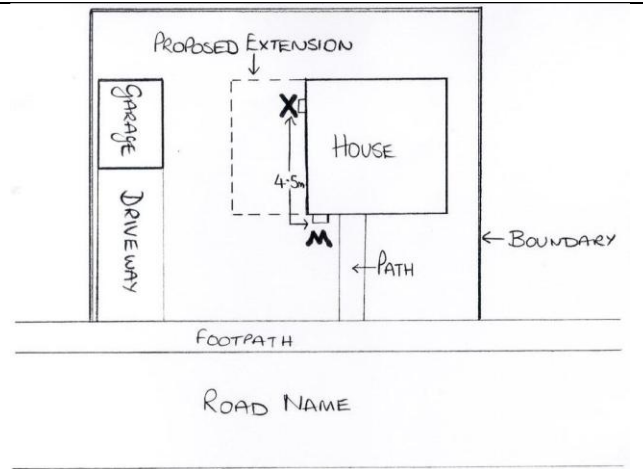 PROPOSED EXTENSION
GARAGE
X
HOUSE
4.5m
DRIVEWAY
M
← BOUNDARY
← PATH
FOOTPATH
ROAD NAME